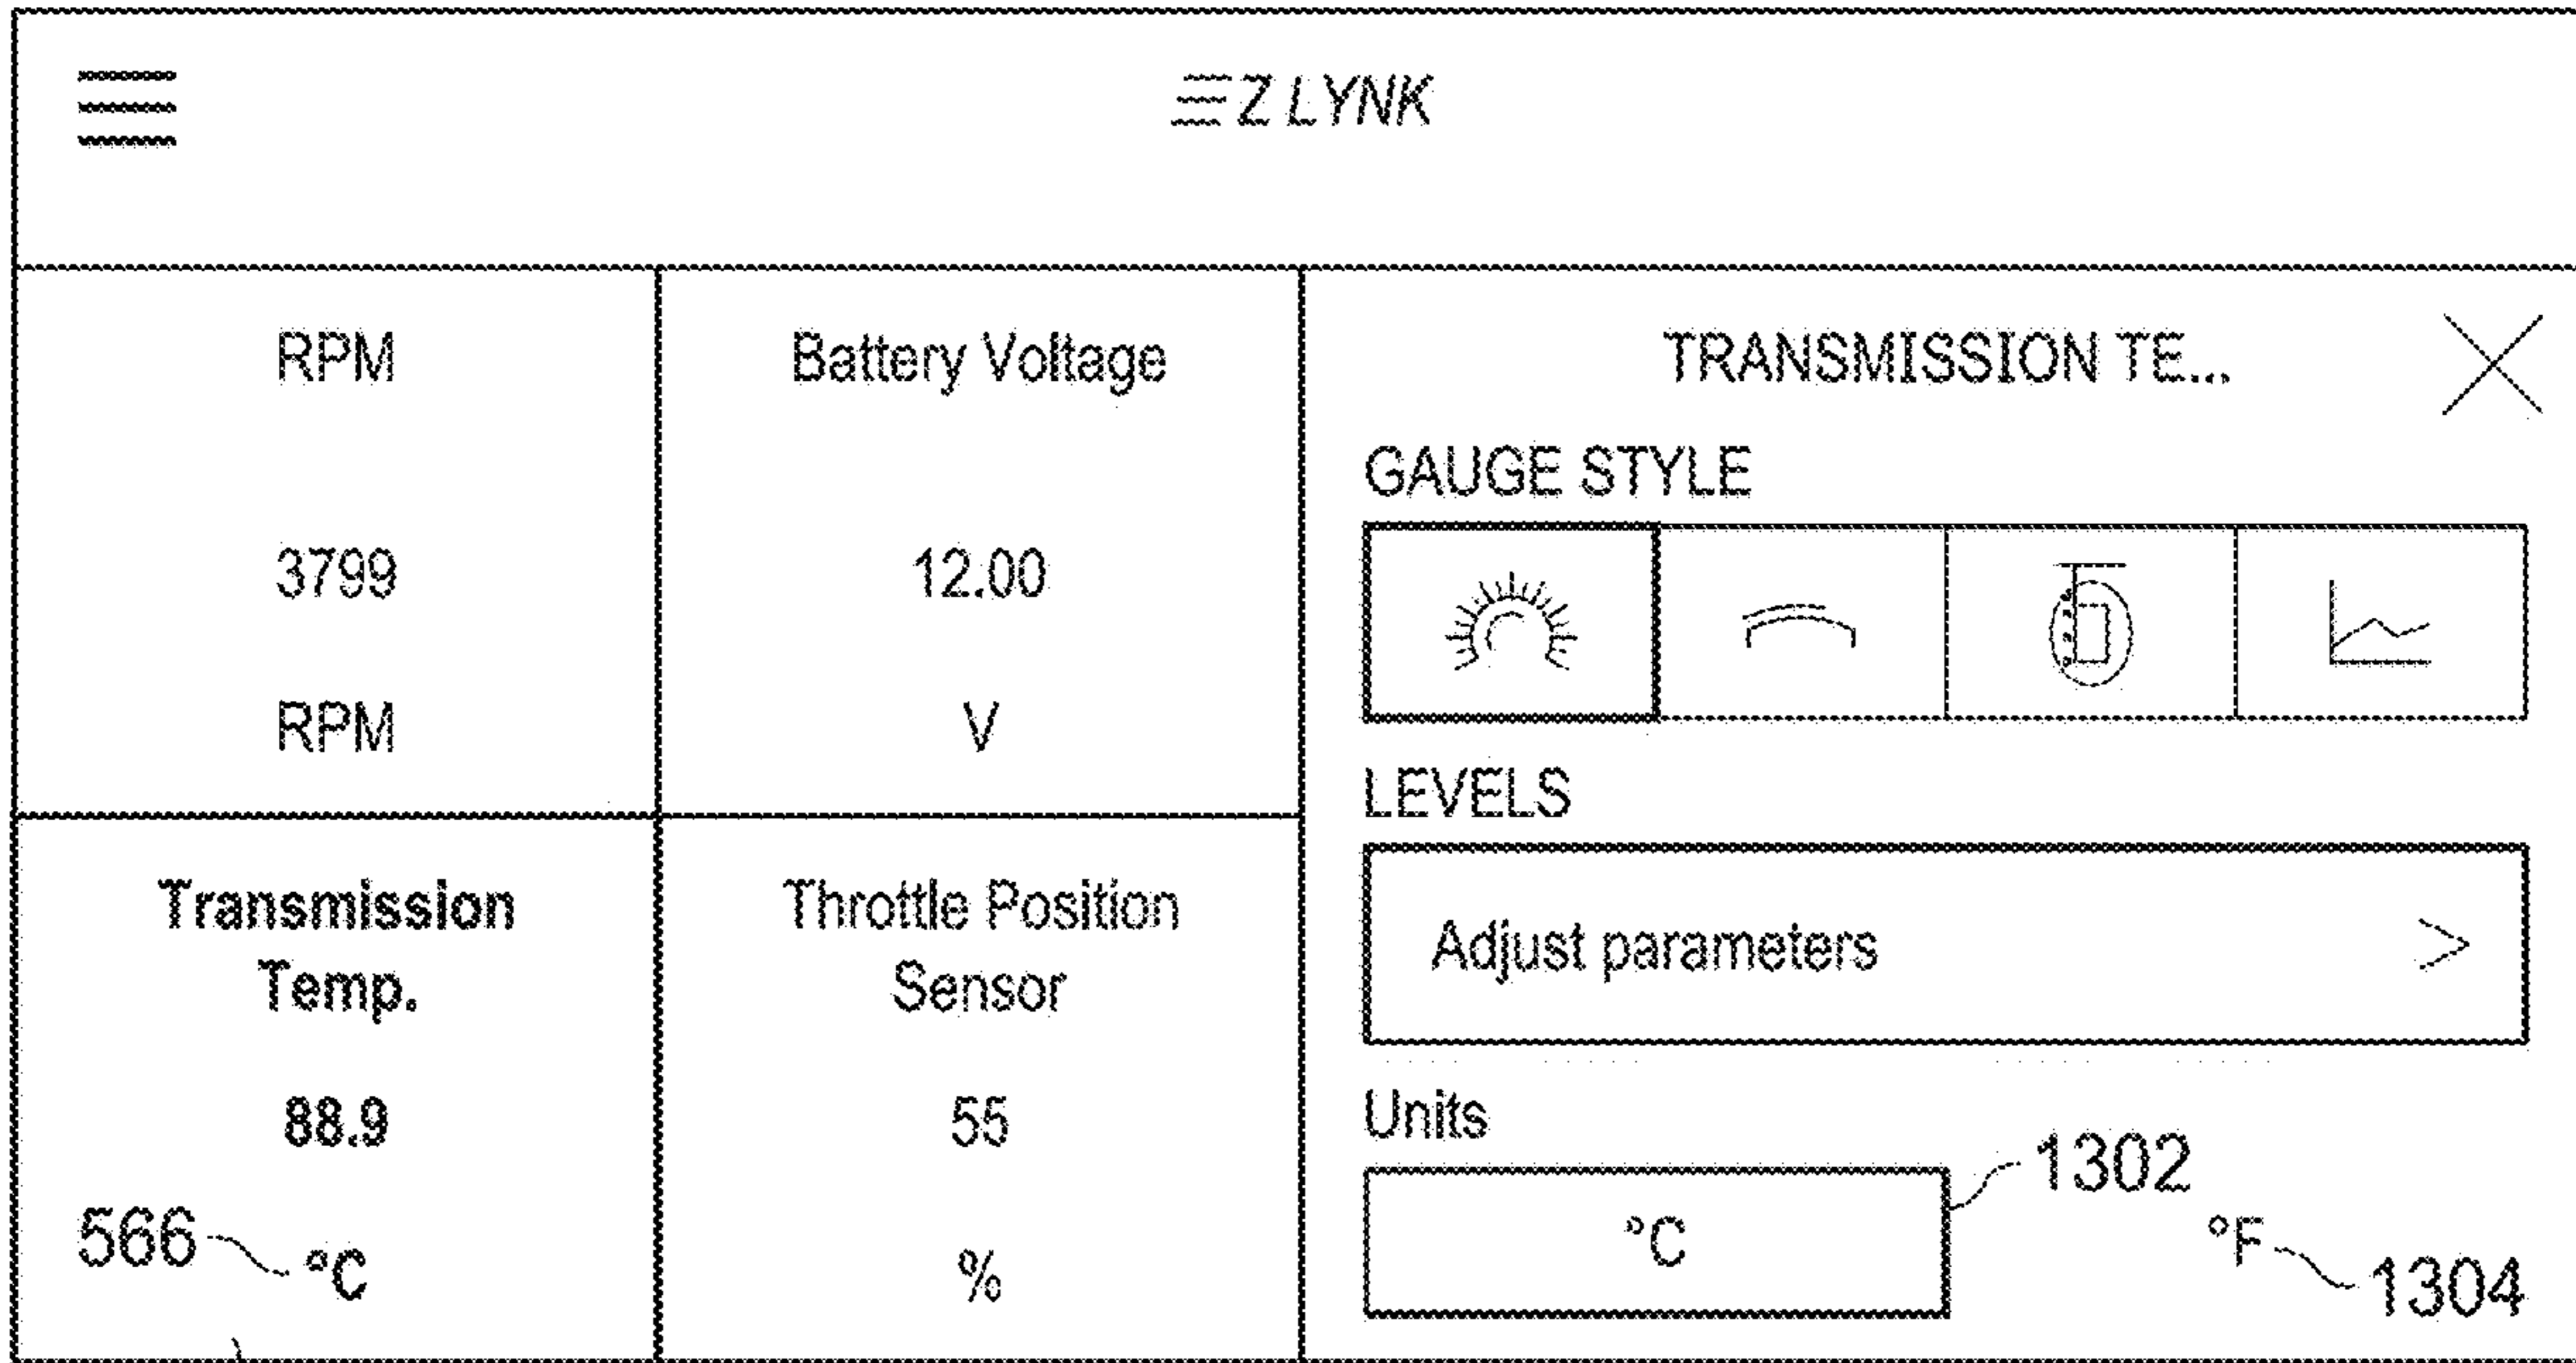 EZ LYNK
RPM
3799
RPM
Battery Voltage
12.00
V
Transmission
Temp.
88.9
566
°C
Throttle Position
Sensor
55
%
TRANSMISSION TE...
GAUGE STYLE
LEVELS
Adjust parameters >
Units
°C
1302
°F
1304